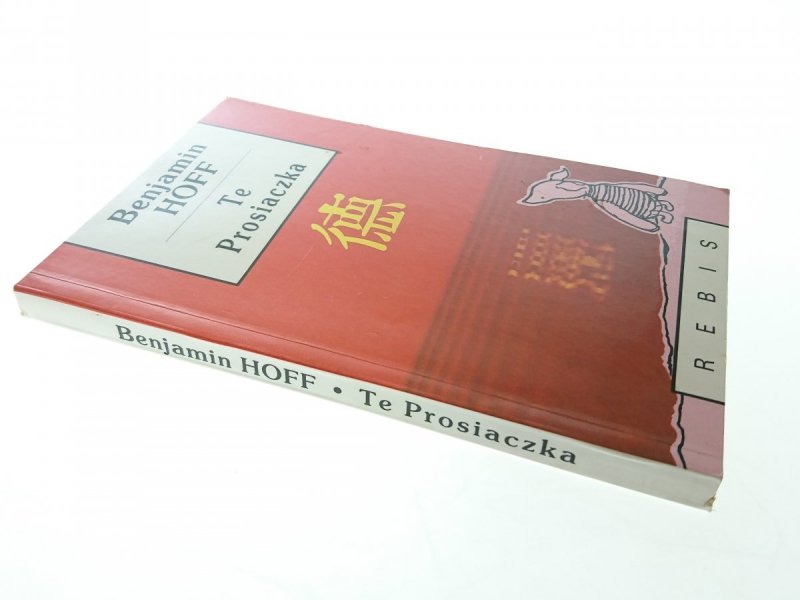 Benjamin
HOFF
Te
Prosiaczka
德
REBIS
Benjamin HOFF • Te Prosiaczka